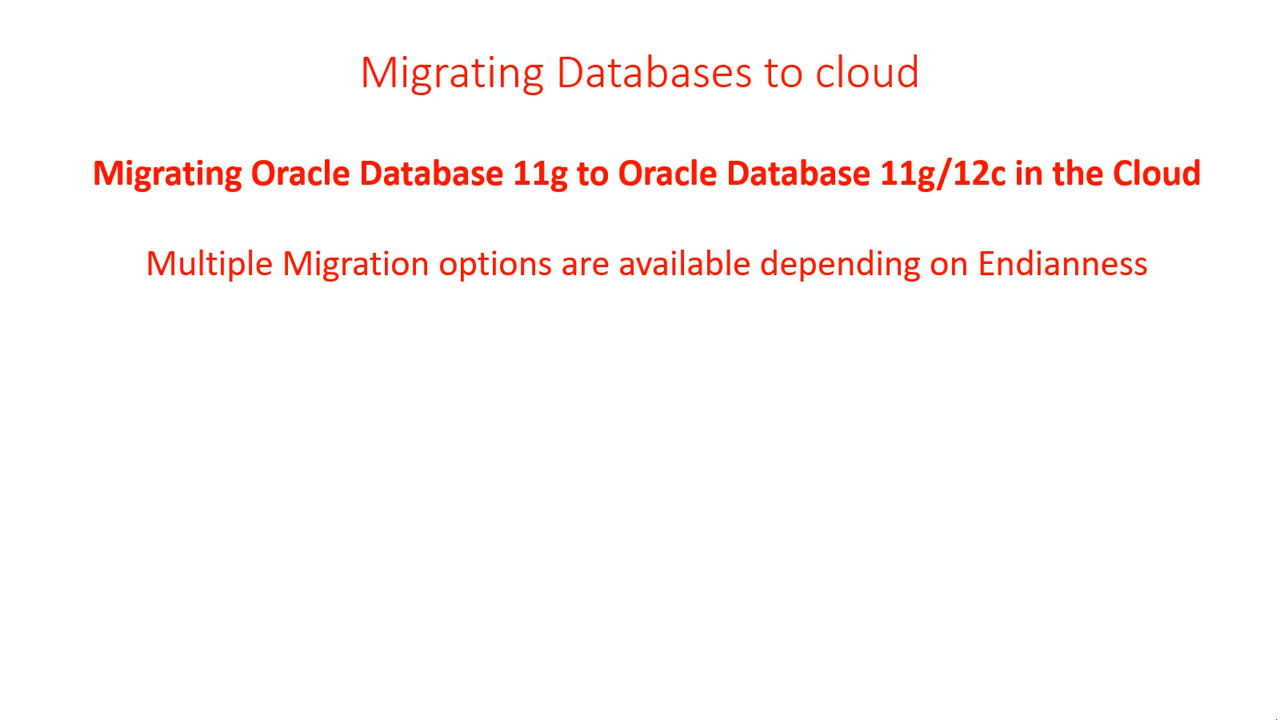 Migrating Databases to cloud
Migrating Oracle Database 11g to Oracle Database 11g/12c in the Cloud
Multiple Migration options are available depending on Endianness